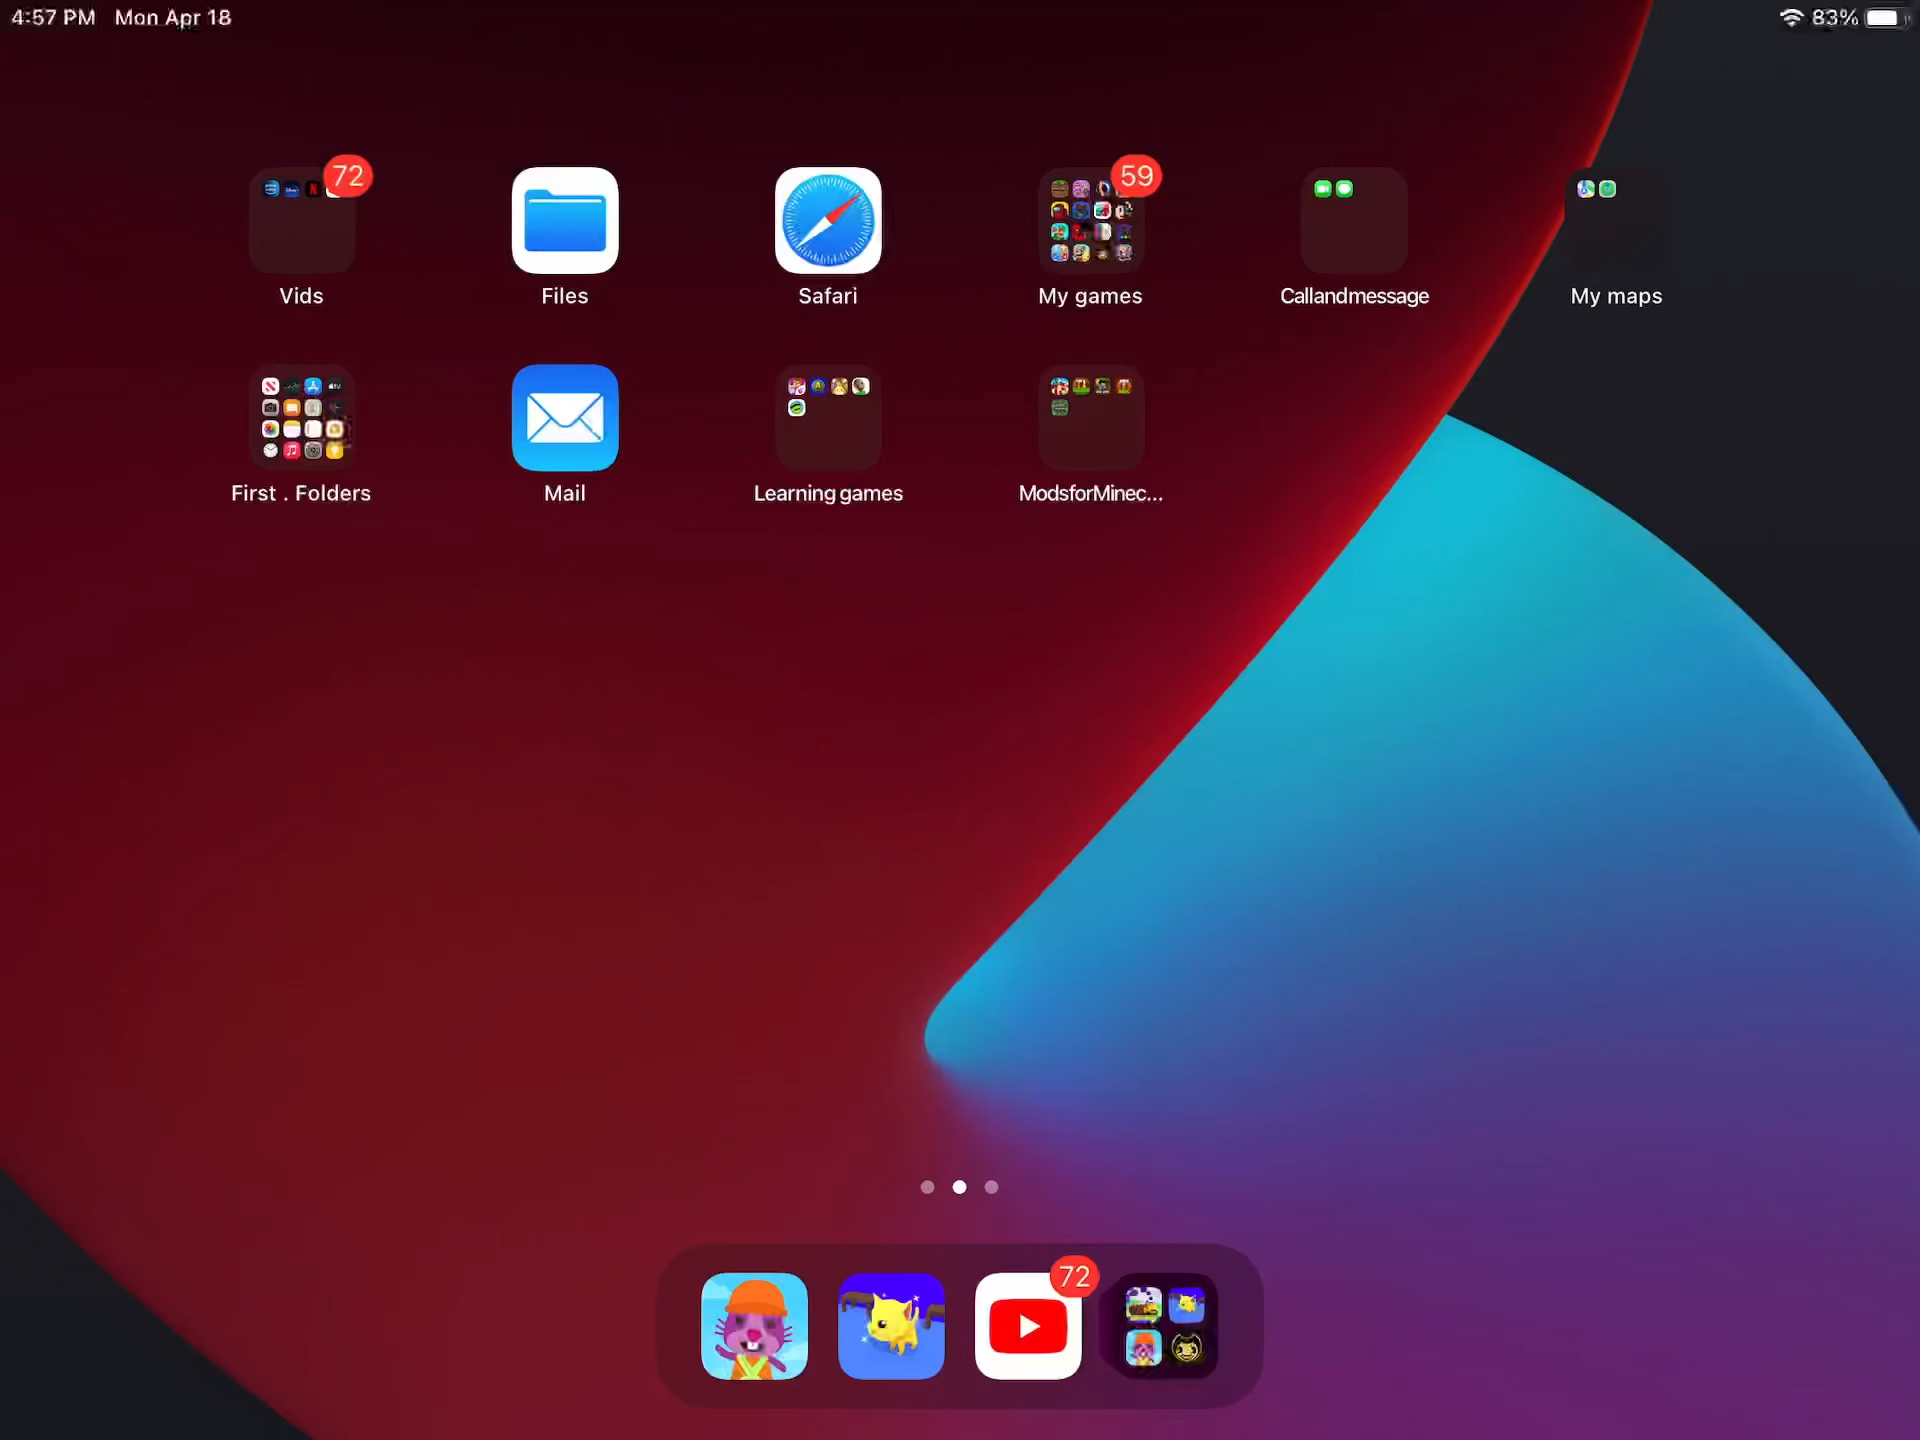 4:57 PM Mon Apr 18 83%
72 59
Vids Files Safari My games Callandmessage My maps
First . Folders Mail Learning games ModsforMinec...
72